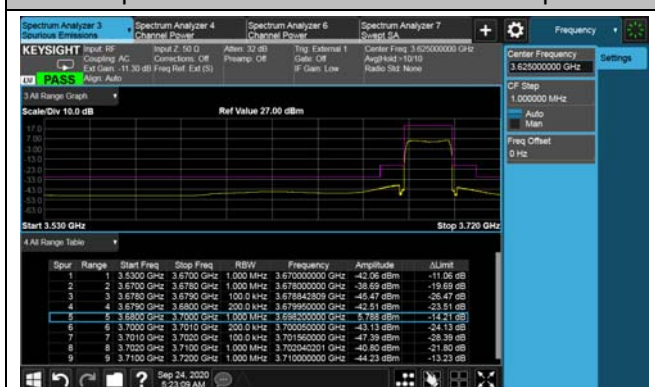 Spectrum Analyzer 3
Spurious Emissions
Spectrum Analyzer 4
Channel Power
Spectrum Analyzer 6
Channel Power
Spectrum Analyzer 7
Swept SA
+
Frequency
KEYSIGHT
Input: RF
Coupling: AC
Ext Gain: -11.30 dB
Align: Auto
Input Z: 50 Ω
Corrections: Off
Freq Ref: Ext (S)
Atten: 32 dB
Preamp: Off
Trig: External 1
Gate: Off
IF Gain: Low
Center Freq: 3.625000000 GHz
Avg|Hold:>10/10
Radio Std: None
PASS
Center Frequency
3.625000000 GHz
Settings
CF Step
1.000000 MHz
Auto
Man
Freq Offset
0 Hz
3 All Range Graph
Scale/Div 10.0 dB
Ref Value 27.00 dBm
17.0
7.00
-3.00
-13.0
-23.0
-33.0
-43.0
-53.0
-63.0
Start 3.530 GHz
Stop 3.720 GHz
4 All Range Table
Spur Range Start Freq Stop Freq RBW Frequency Amplitude ΔLimit
1 1 3.5300 GHz 3.6700 GHz 1.000 MHz 3.670000000 GHz -42.06 dBm -11.06 dB
2 2 3.6700 GHz 3.6780 GHz 1.000 MHz 3.678000000 GHz -38.69 dBm -19.69 dB
3 3 3.6780 GHz 3.6790 GHz 100.0 kHz 3.678842809 GHz -45.47 dBm -26.47 dB
4 4 3.6790 GHz 3.6800 GHz 200.0 kHz 3.679950000 GHz -42.51 dBm -23.51 dB
5 5 3.6800 GHz 3.7000 GHz 1.000 MHz 3.698200000 GHz 5.788 dBm -14.21 dB
6 6 3.7000 GHz 3.7010 GHz 200.0 kHz 3.700050000 GHz -43.13 dBm -24.13 dB
7 7 3.7010 GHz 3.7020 GHz 100.0 kHz 3.701560000 GHz -47.39 dBm -28.39 dB
8 8 3.7020 GHz 3.7100 GHz 1.000 MHz 3.702040201 GHz -40.80 dBm -21.80 dB
9 9 3.7100 GHz 3.7200 GHz 1.000 MHz 3.710000000 GHz -44.23 dBm -13.23 dB
?
Sep 24, 2020
5:23:09 AM